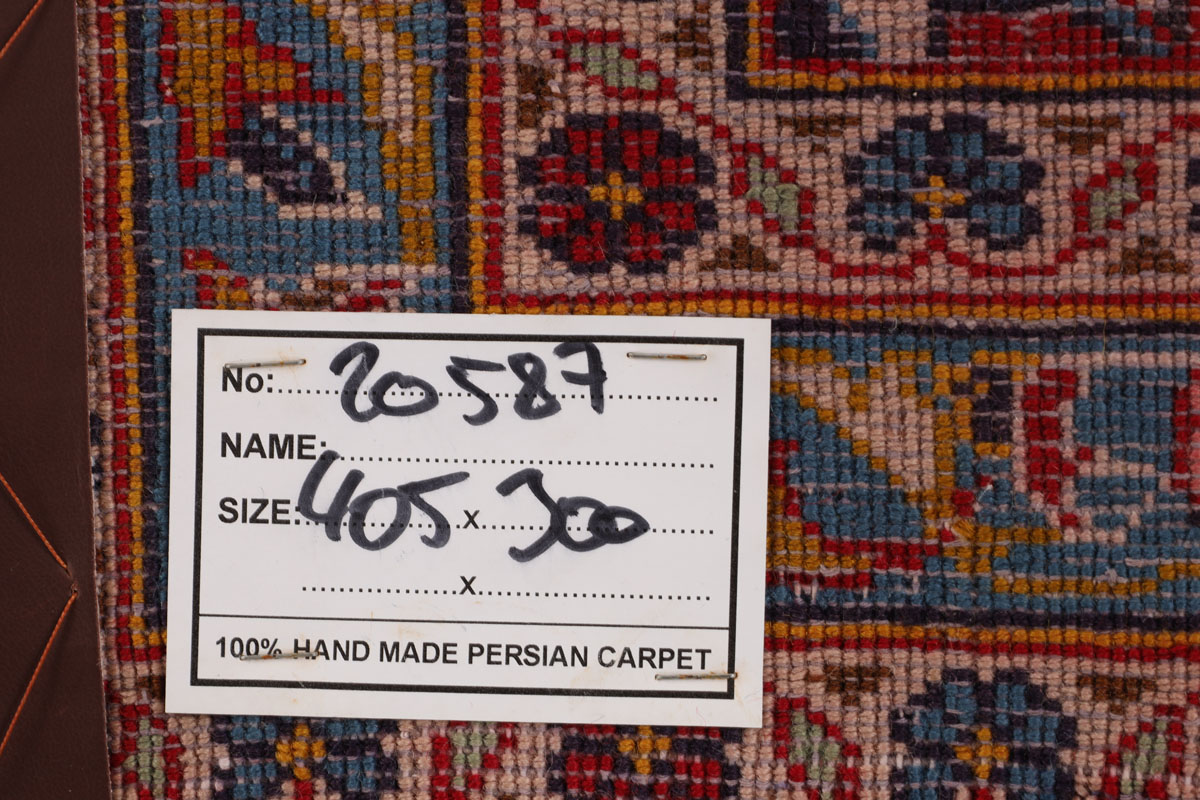 No:......20587......
NAME:......
SIZE:......405......x......300......
......x......
100% HAND MADE PERSIAN CARPET